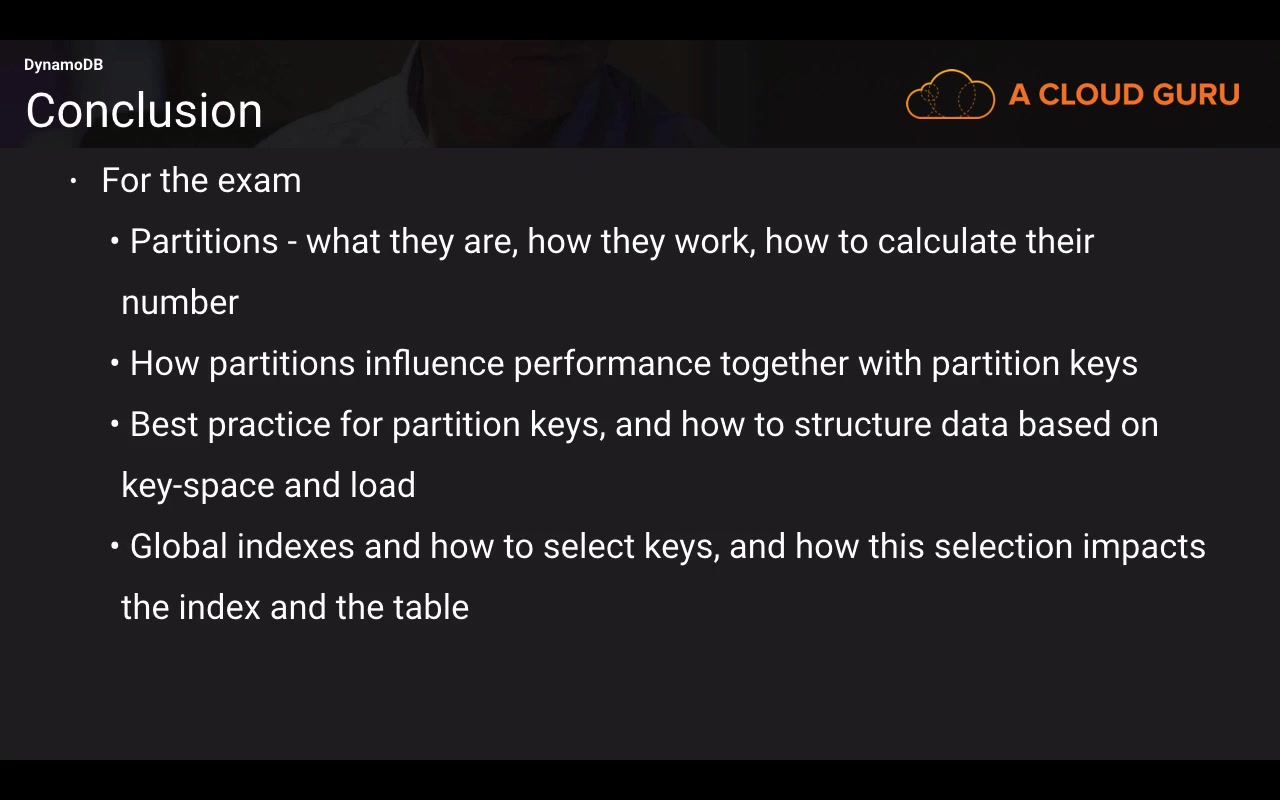 DynamoDB
Conclusion
A CLOUD GURU
· For the exam
• Partitions - what they are, how they work, how to calculate their
number
• How partitions influence performance together with partition keys
• Best practice for partition keys, and how to structure data based on
key-space and load
• Global indexes and how to select keys, and how this selection impacts
the index and the table